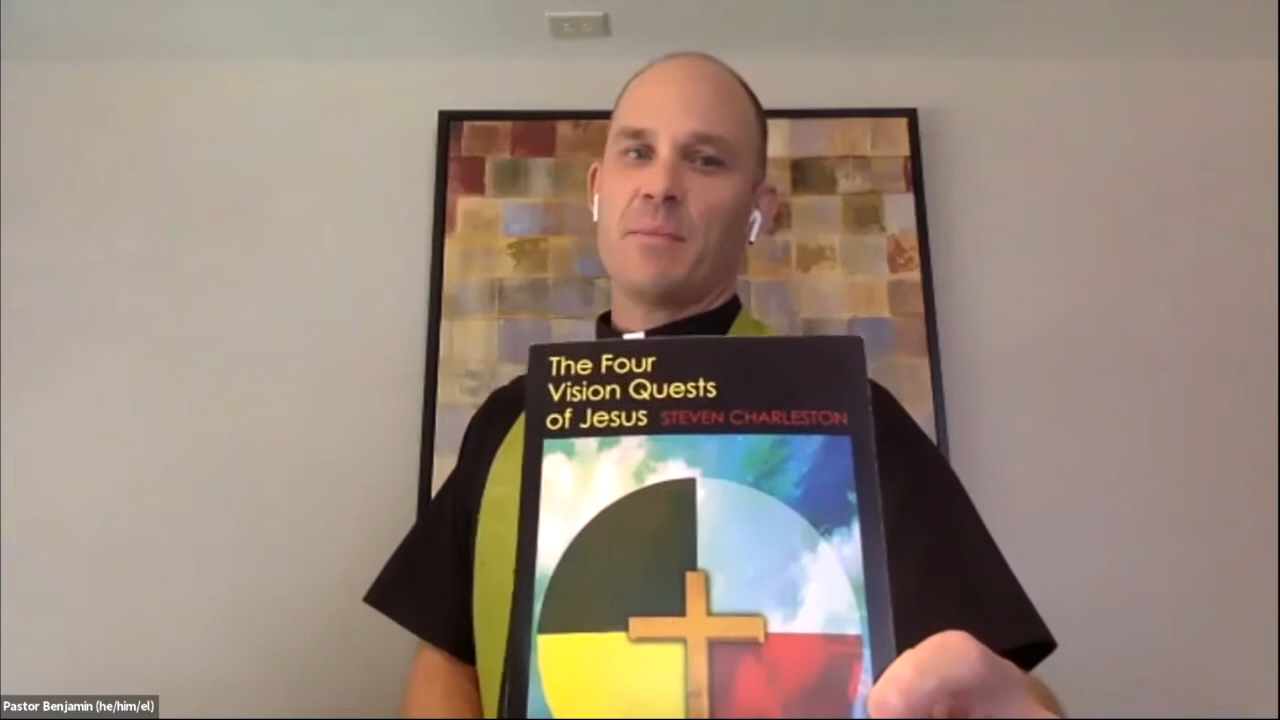 The Four
Vision Quests
of Jesus STEVEN CHARLESTON
Pastor Benjamin (he/him/el)